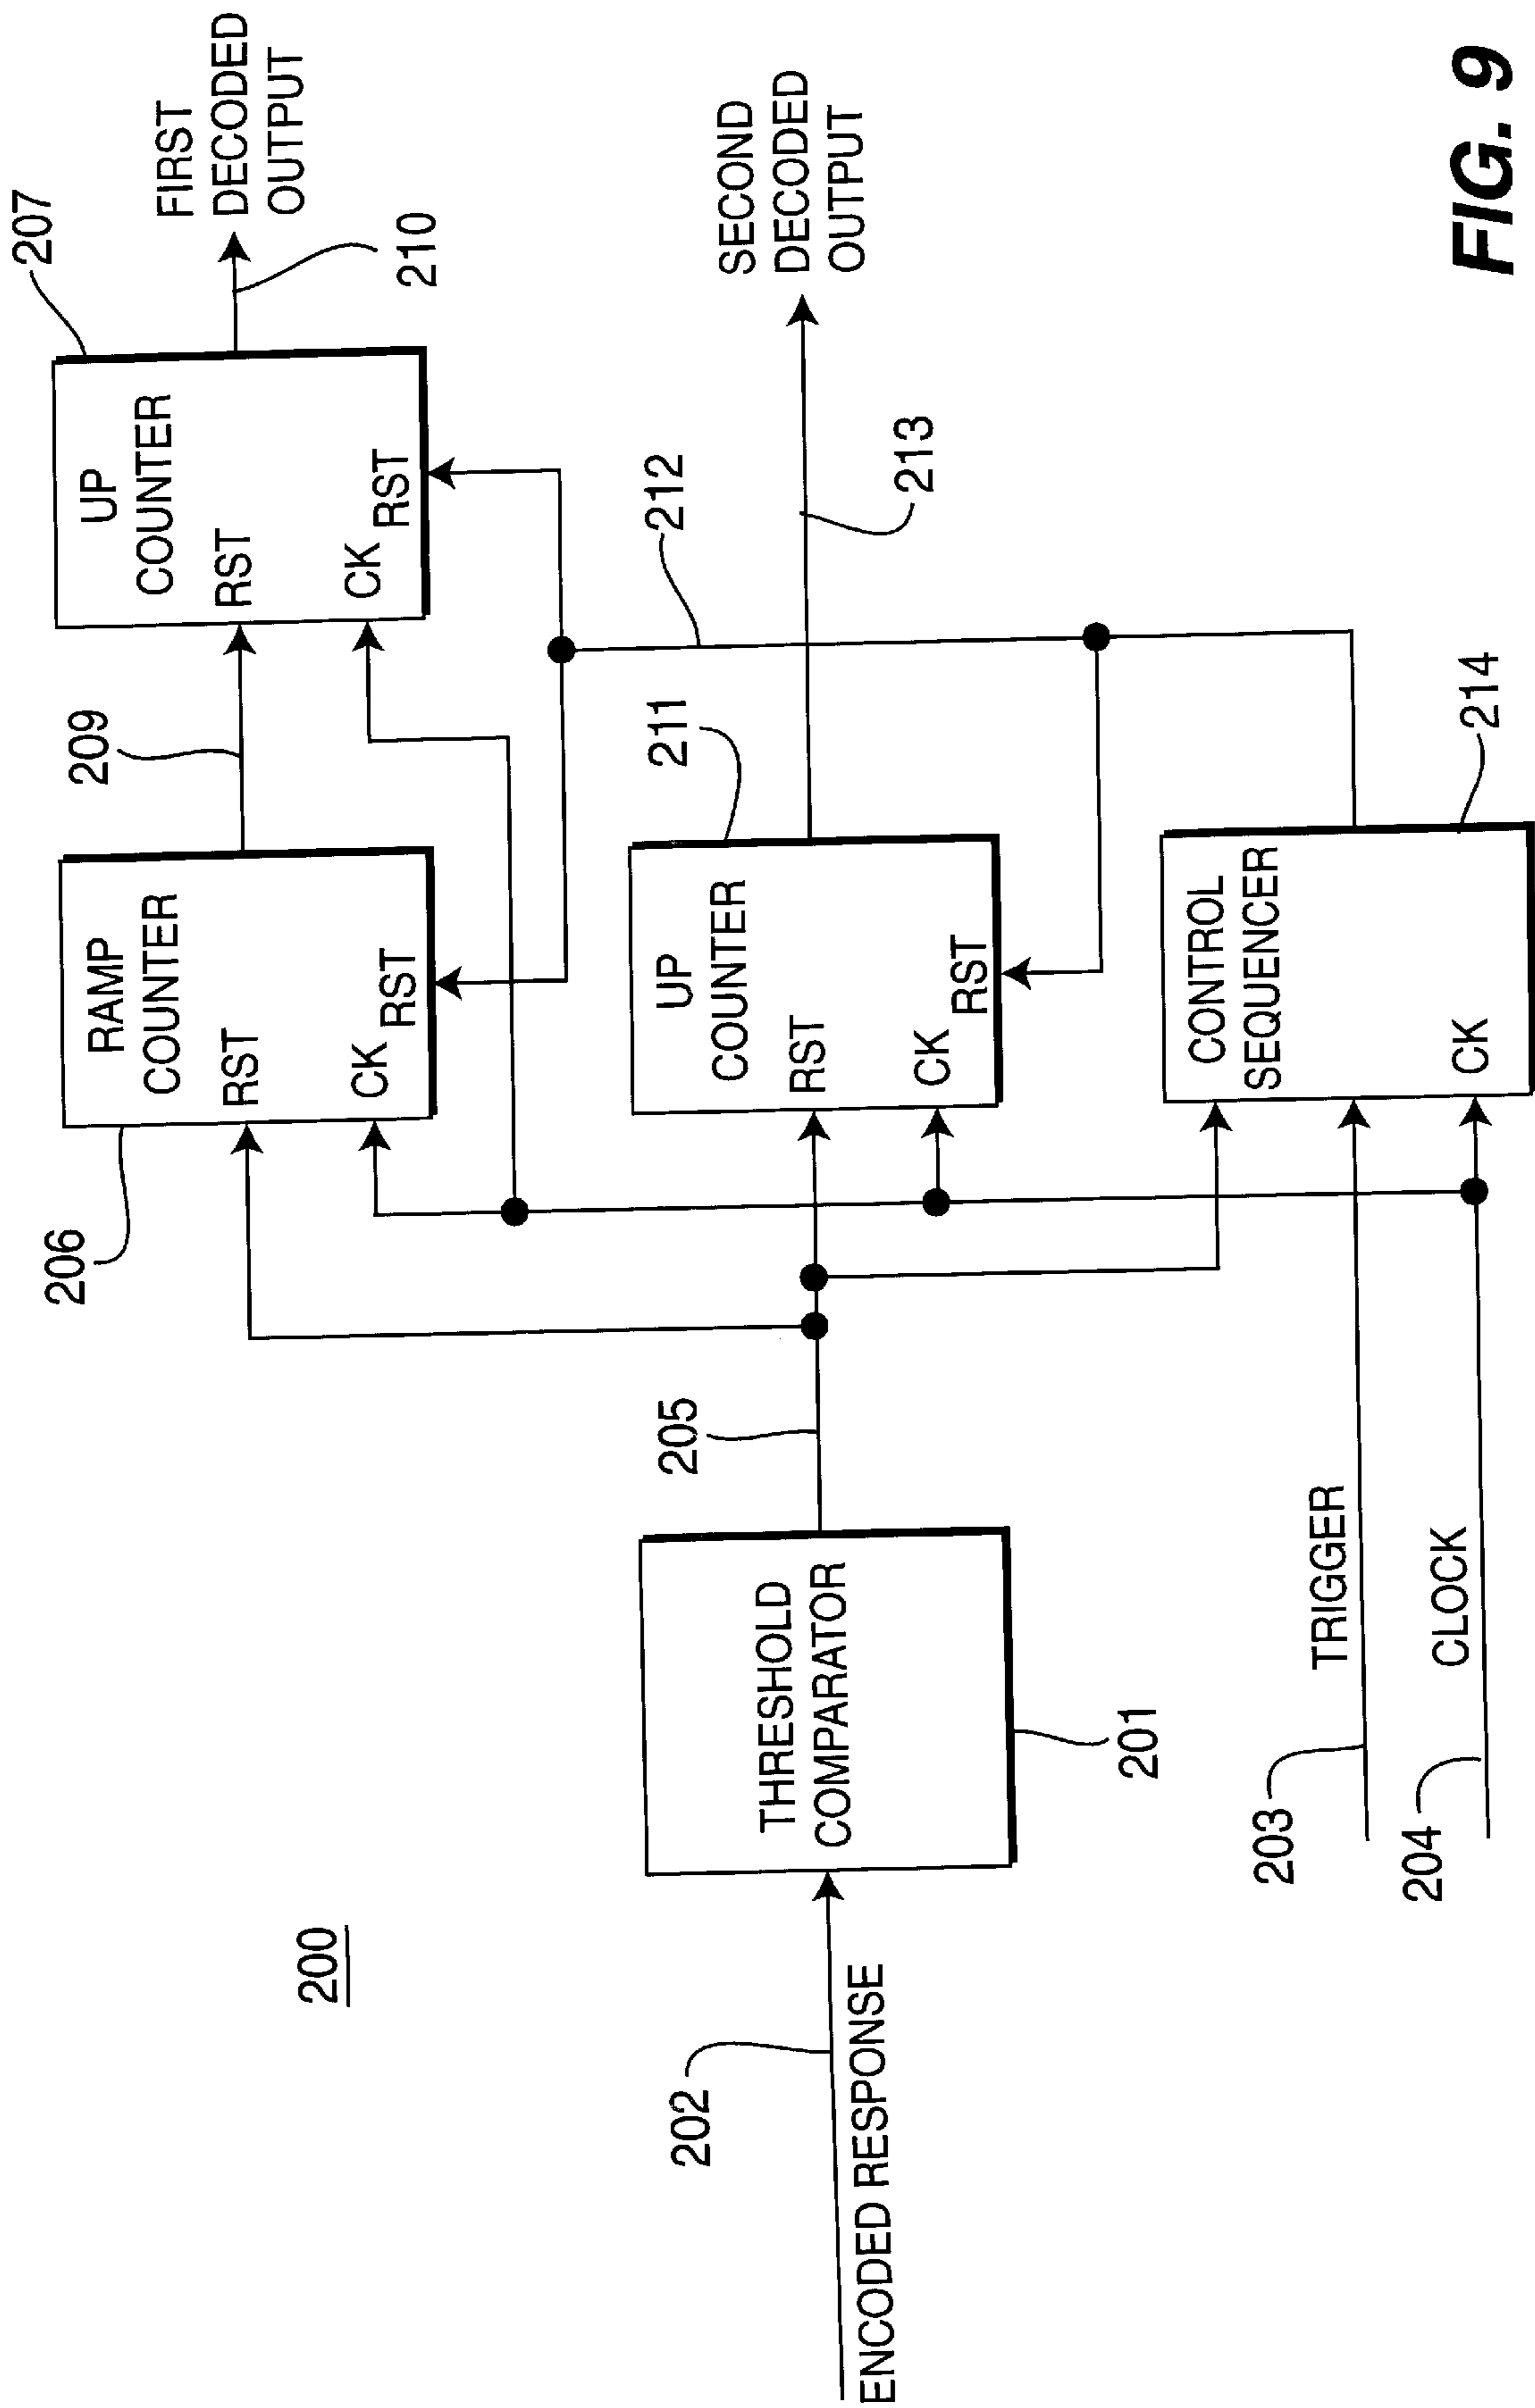 200
207
FIRST
DECODED
OUTPUT
210
209
UP
COUNTER
RST
CK
RST
206
RAMP
COUNTER
RST
CK
RST
212
SECOND
DECODED
OUTPUT
213
211
UP
COUNTER
RST
CK
RST
205
THRESHOLD
COMPARATOR
201
202
ENCODED RESPONSE
CONTROL
SEQUENCER
CK
214
TRIGGER
203
CLOCK
204
FIG. 9